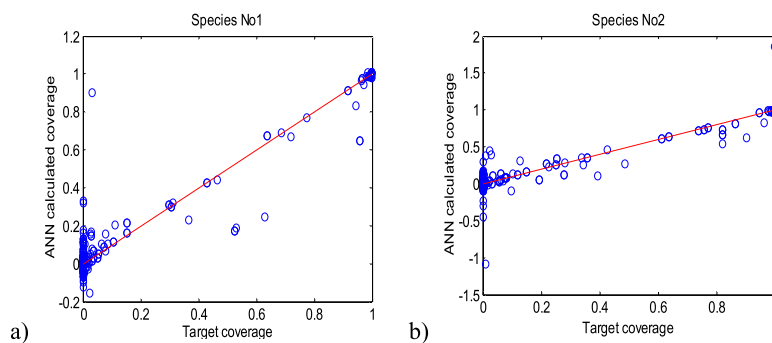 Species No1
1.2
1
0.8
0.6
0.4
0.2
0
-0.2
ANN calculated coverage
0 0.2 0.4 0.6 0.8 1
Target coverage
a)
Species No2
2
1.5
1
0.5
0
-0.5
-1
-1.5
ANN calculated coverage
0 0.2 0.4 0.6 0.8 1
Target coverage
b)